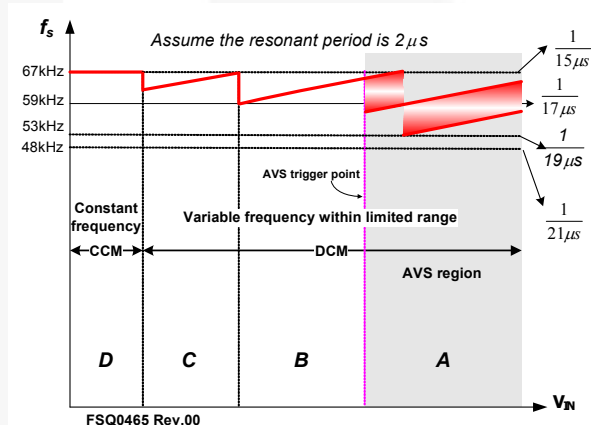 fs
Assume the resonant period is 2μs
67kHz
59kHz
53kHz
48kHz
1
15μs
1
17μs
1
19μs
1
21μs
AVS trigger point
Constant
frequency
Variable frequency within limited range
CCM
DCM
AVS region
D
C
B
A
VIN
FSQ0465 Rev.00